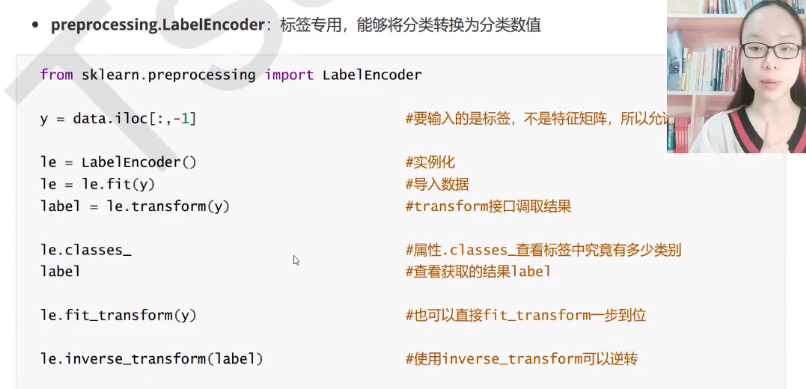 • preprocessing.LabelEncoder：标签专用，能够将分类转换为分类数值
from sklearn.preprocessing import LabelEncoder
y = data.iloc[:,-1] #要输入的是标签，不是特征矩阵，所以允
le = LabelEncoder() #实例化
le = le.fit(y) #导入数据
label = le.transform(y) #transform接口调取结果
le.classes_ #属性.classes_查看标签中究竟有多少类别
label #查看获取的结果label
le.fit_transform(y) #也可以直接fit_transform一步到位
le.inverse_transform(label) #使用inverse_transform可以逆转